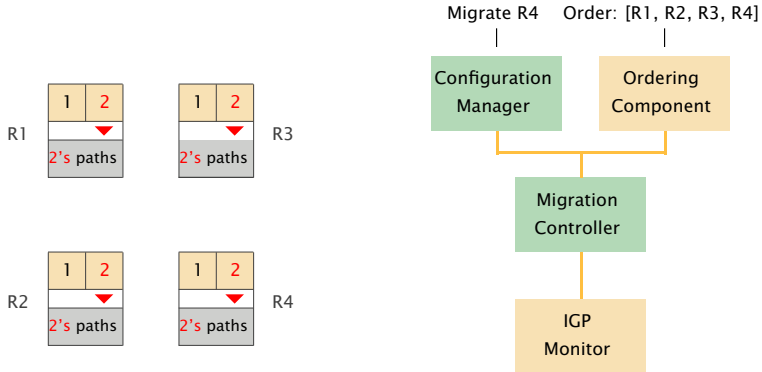 Migrate R4
Order: [R1, R2, R3, R4]
Configuration
Manager
Ordering
Component
1 2
1 2
R1
R3
2's paths
2's paths
Migration
Controller
1 2
1 2
R2
R4
2's paths
2's paths
IGP
Monitor